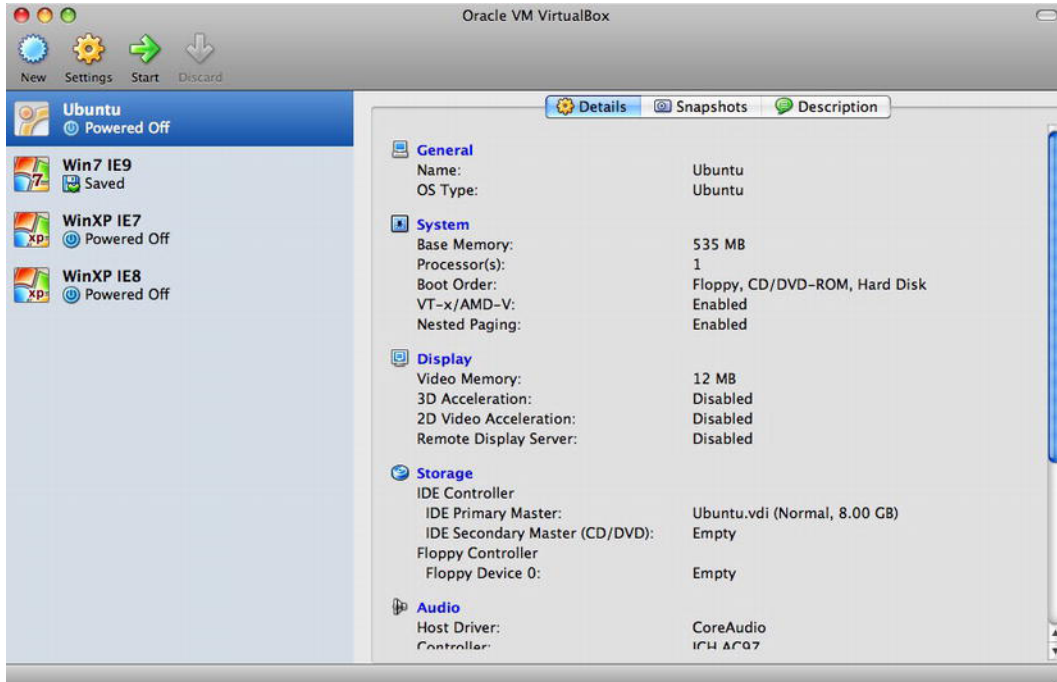 Oracle VM VirtualBox
New Settings Start Discard
Ubuntu
Powered Off
Win7 IE9
Saved
WinXP IE7
Powered Off
WinXP IE8
Powered Off
Details Snapshots Description
General
Name: Ubuntu
OS Type: Ubuntu
System
Base Memory: 535 MB
Processor(s): 1
Boot Order: Floppy, CD/DVD-ROM, Hard Disk
VT-x/AMD-V: Enabled
Nested Paging: Enabled
Display
Video Memory: 12 MB
3D Acceleration: Disabled
2D Video Acceleration: Disabled
Remote Display Server: Disabled
Storage
IDE Controller
IDE Primary Master: Ubuntu.vdi (Normal, 8.00 GB)
IDE Secondary Master (CD/DVD): Empty
Floppy Controller
Floppy Device 0: Empty
Audio
Host Driver: CoreAudio
Controller: ICH AC97